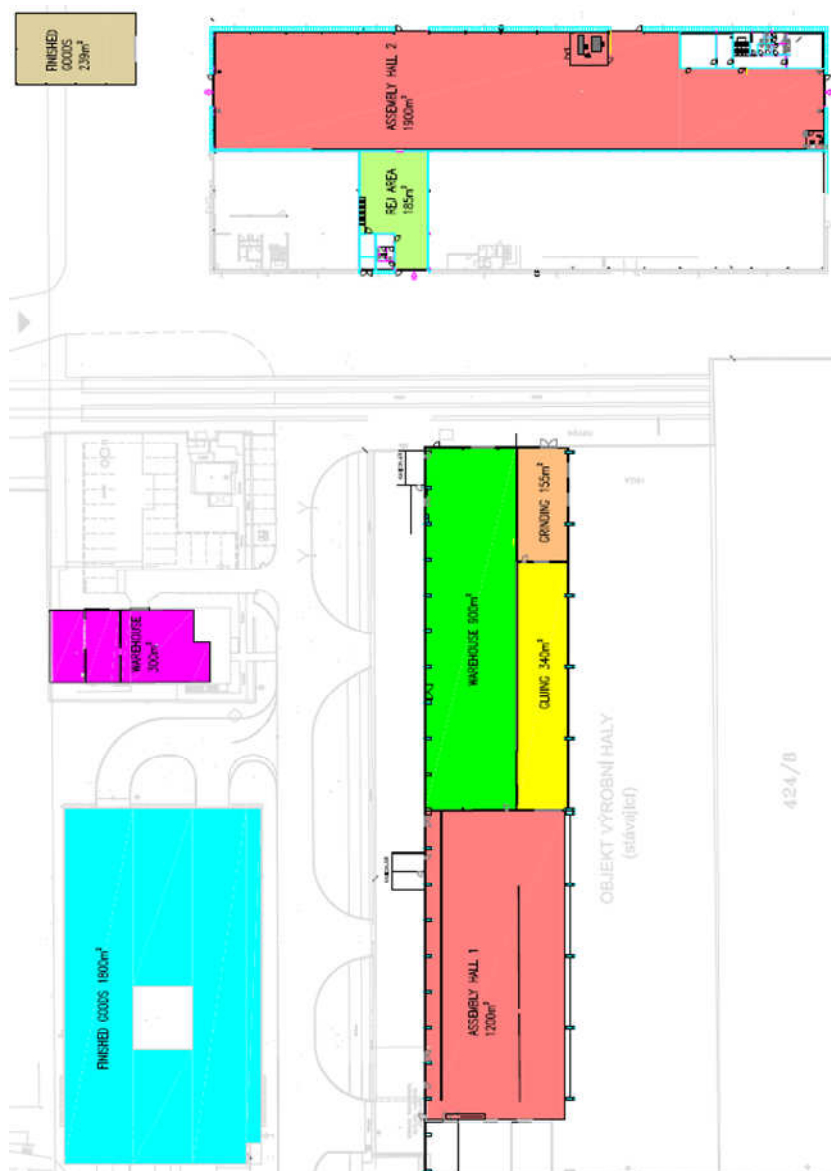 FINISHED
GOODS
239m²
ASSEMBLY HALL 2
1900m²
REJ AREA
185m²
WAREHOUSE 900m²
GRINDING 155m²
GLUING 340m²
WAREHOUSE
300m²
OBJEKT VÝROBNÍ HALY
(stávající)
424/8
FINISHED GOODS 1800m²
ASSEMBLY HALL 1
1200m²